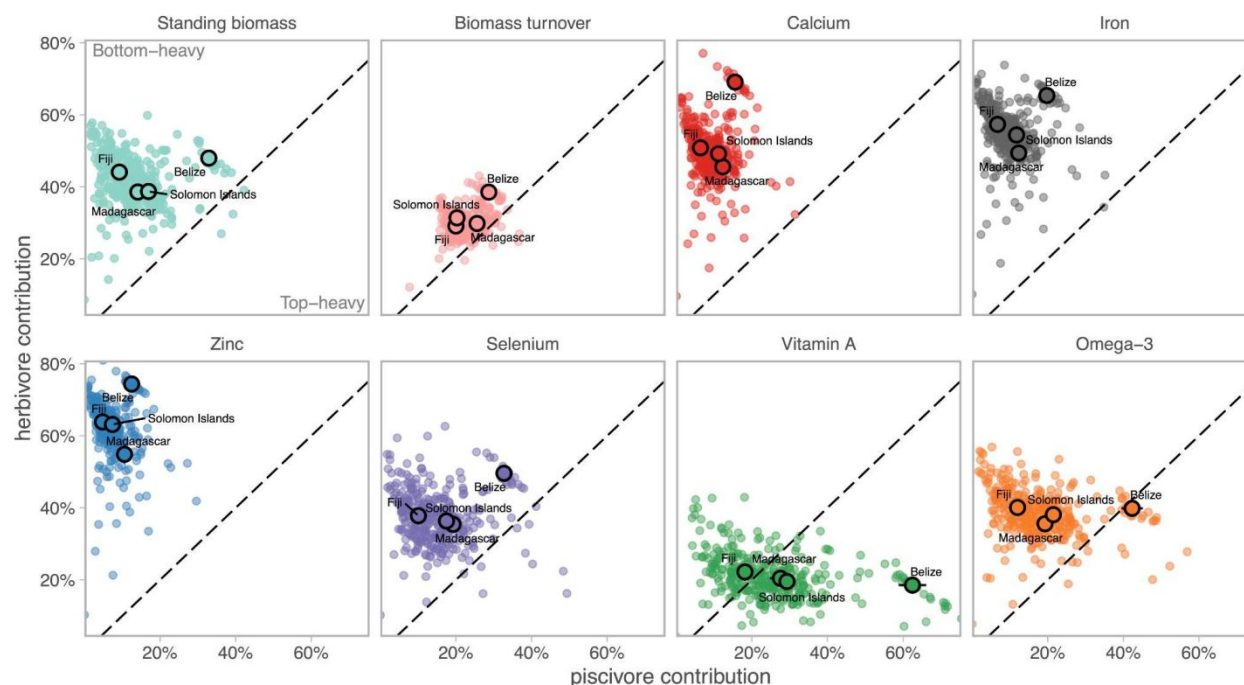 Standing biomass
Biomass turnover
Calcium
Iron
80%
60%
40%
20%
Bottom−heavy
Fiji
Belize
Solomon Islands
Madagascar
Top−heavy
Belize
Solomon Islands
Fiji
Madagascar
Belize
Fiji
Solomon Islands
Madagascar
Belize
Fiji
Solomon Islands
Madagascar
herbivore contribution
Zinc
Selenium
Vitamin A
Omega−3
80%
60%
40%
20%
Belize
Fiji
Solomon Islands
Madagascar
Belize
Fiji
Solomon Islands
Madagascar
Fiji
Madagascar
Belize
Solomon Islands
Fiji
Belize
Solomon Islands
Madagascar
20% 40% 60%
20% 40% 60%
20% 40% 60%
20% 40% 60%
piscivore contribution